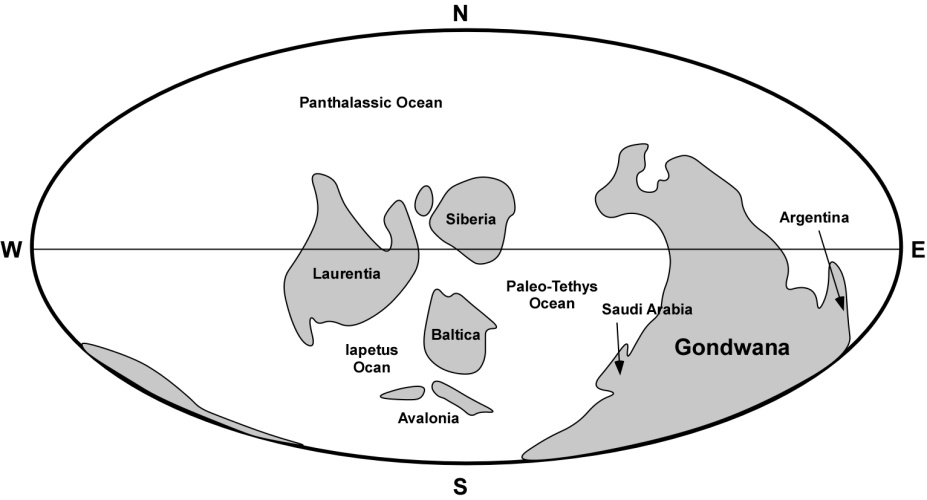 N
Panthalassic Ocean
Siberia
Argentina
W
E
Laurentia
Paleo-Tethys
Ocean
Saudi Arabia
Baltica
Gondwana
Iapetus
Ocan
Avalonia
S